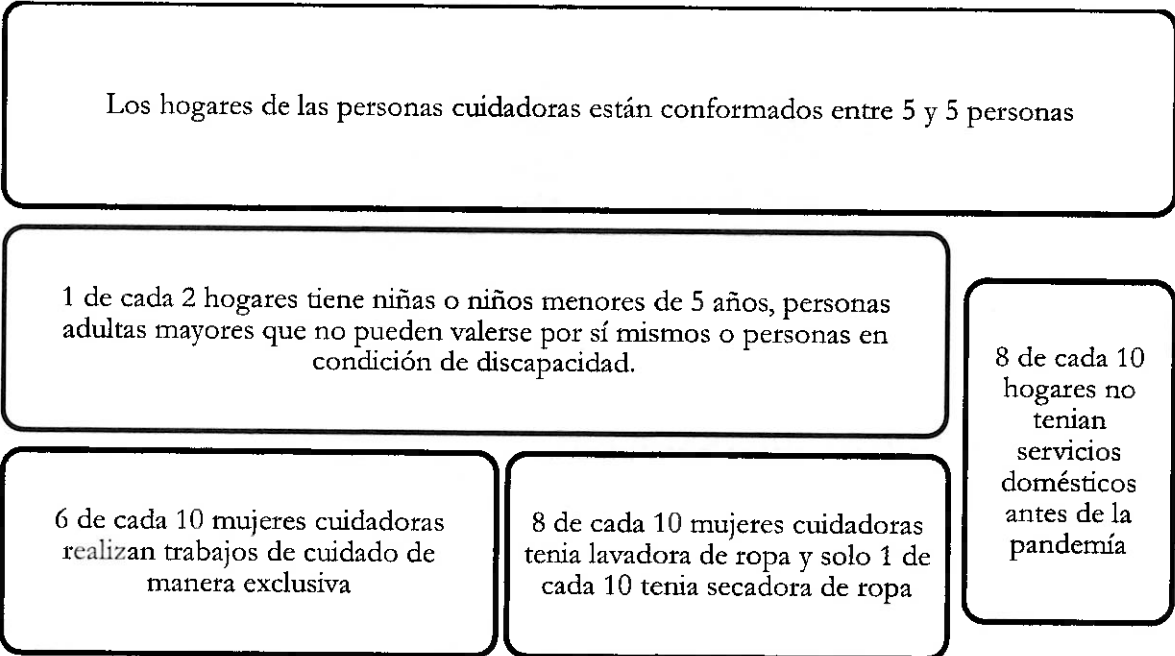 Los hogares de las personas cuidadoras están conformados entre 5 y 5 personas
1 de cada 2 hogares tiene niñas o niños menores de 5 años, personas
adultas mayores que no pueden valerse por sí mismos o personas en
condición de discapacidad.
8 de cada 10
hogares no
tenian
servicios
domésticos
antes de la
pandemía
6 de cada 10 mujeres cuidadoras
realizan trabajos de cuidado de
manera exclusiva
8 de cada 10 mujeres cuidadoras
tenia lavadora de ropa y solo 1 de
cada 10 tenia secadora de ropa